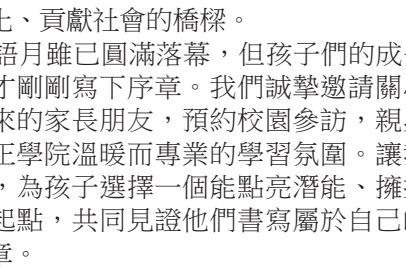 上、貢獻社會的橋樑。
語月雖已圓滿落幕,但孩子們的成
才剛剛寫下序章。我們誠摯邀請關
來的家長朋友,預約校園參訪,親
正學院溫暖而專業的學習氛圍。讓
,為孩子選擇一個能點亮潛能、擁
起點,共同見證他們書寫屬於自己
章。